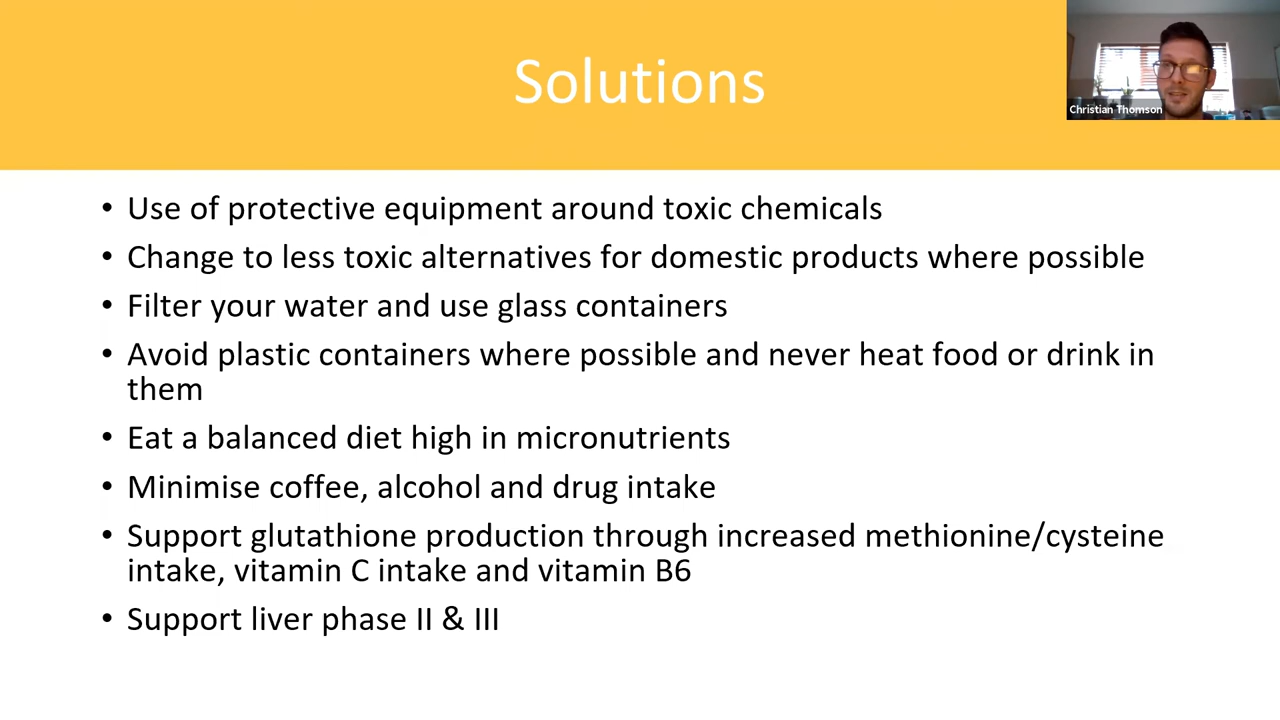 Solutions
Christian Thomson
• Use of protective equipment around toxic chemicals
• Change to less toxic alternatives for domestic products where possible
• Filter your water and use glass containers
• Avoid plastic containers where possible and never heat food or drink in
them
• Eat a balanced diet high in micronutrients
• Minimise coffee, alcohol and drug intake
• Support glutathione production through increased methionine/cysteine
intake, vitamin C intake and vitamin B6
• Support liver phase II & III